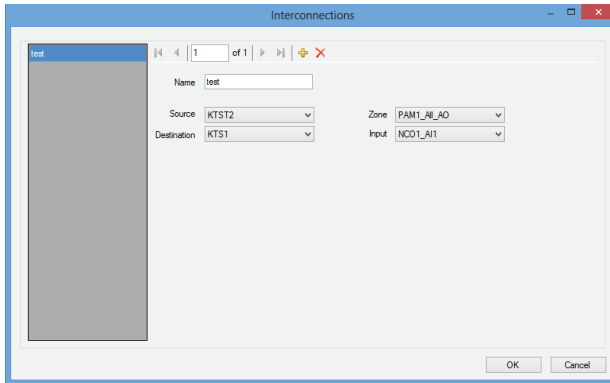 Interconnections
test
1 of 1
Name test
Source KTST2 Zone PAM1_All_AO
Destination KTS1 Input NCO1_AI1
OK Cancel